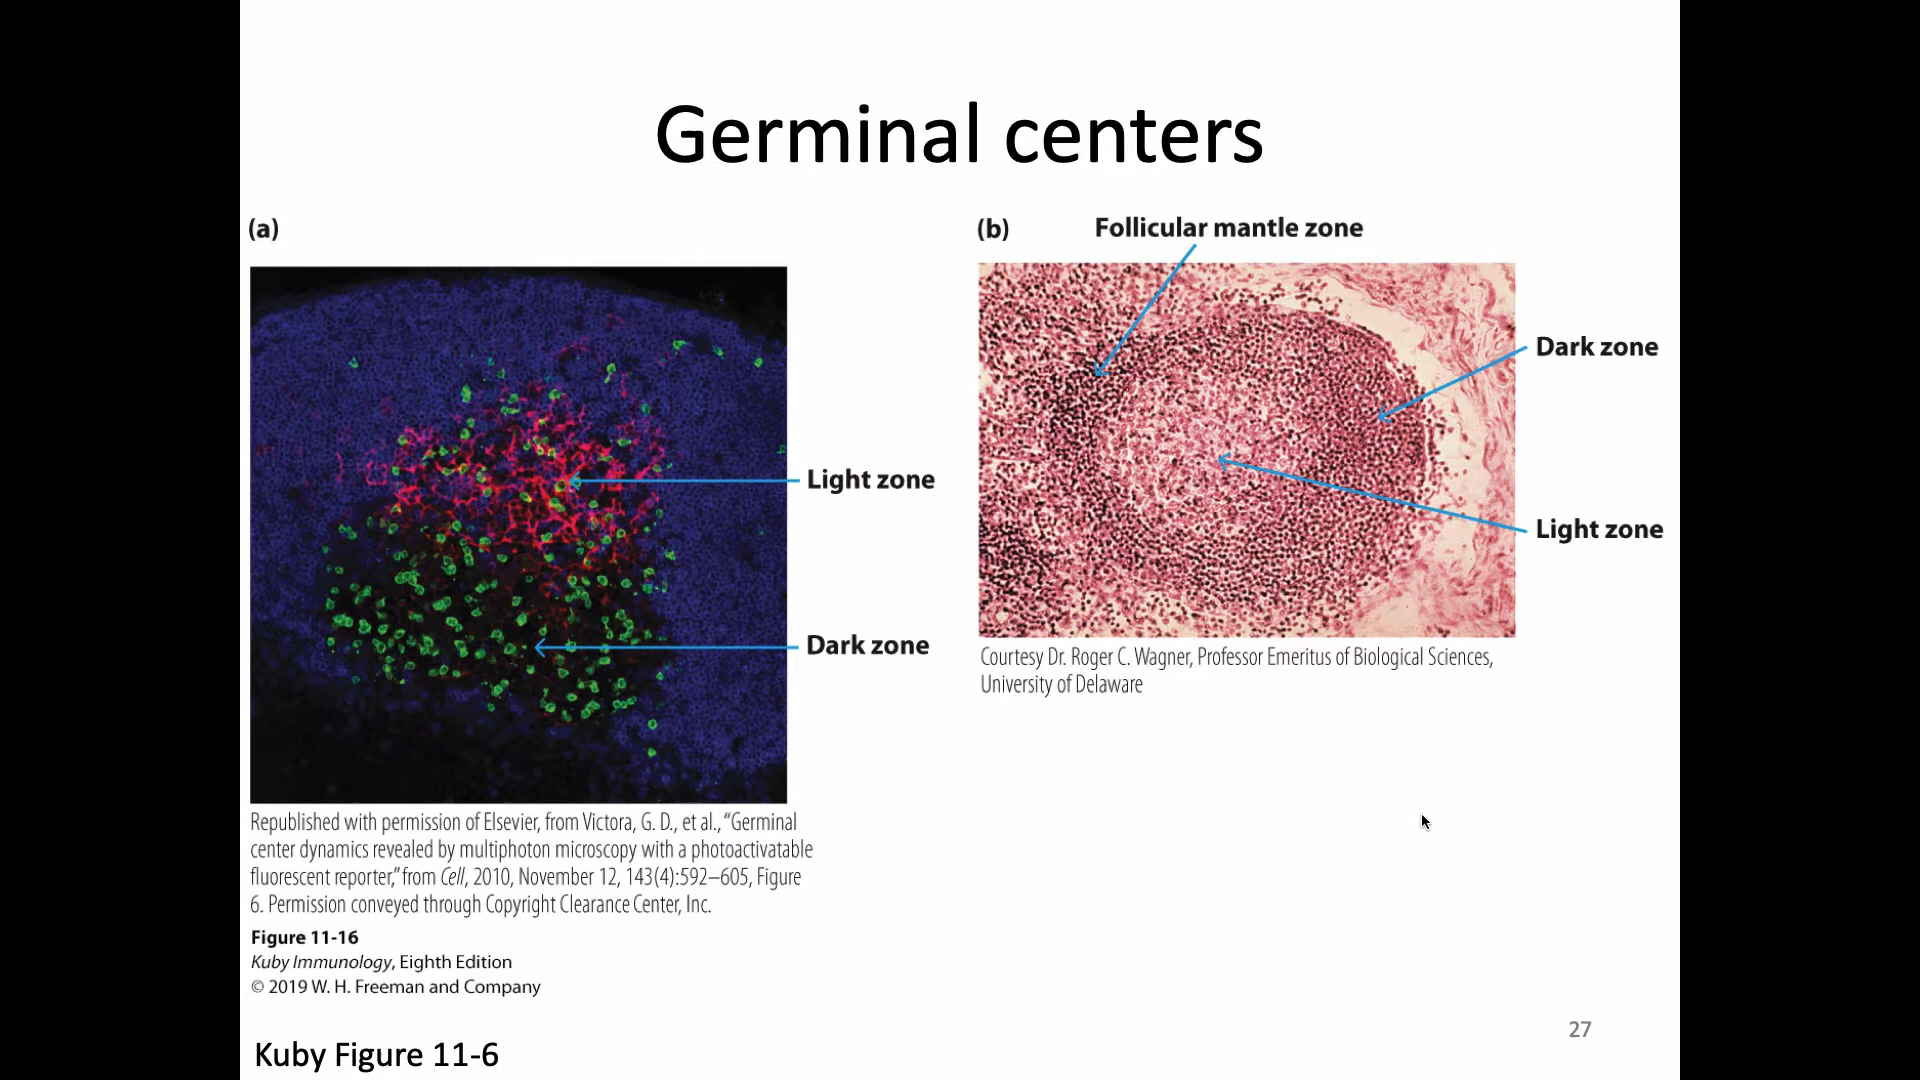 Germinal centers
(a)
Light zone
Dark zone
Republished with permission of Elsevier, from Victora, G. D., et al., “Germinal
center dynamics revealed by multiphoton microscopy with a photoactivatable
fluorescent reporter,” from Cell, 2010, November 12, 143(4):592–605, Figure
6. Permission conveyed through Copyright Clearance Center, Inc.
Figure 11-16
Kuby Immunology, Eighth Edition
© 2019 W. H. Freeman and Company
Kuby Figure 11-6
(b)
Follicular mantle zone
Dark zone
Light zone
Courtesy Dr. Roger C. Wagner, Professor Emeritus of Biological Sciences,
University of Delaware
27